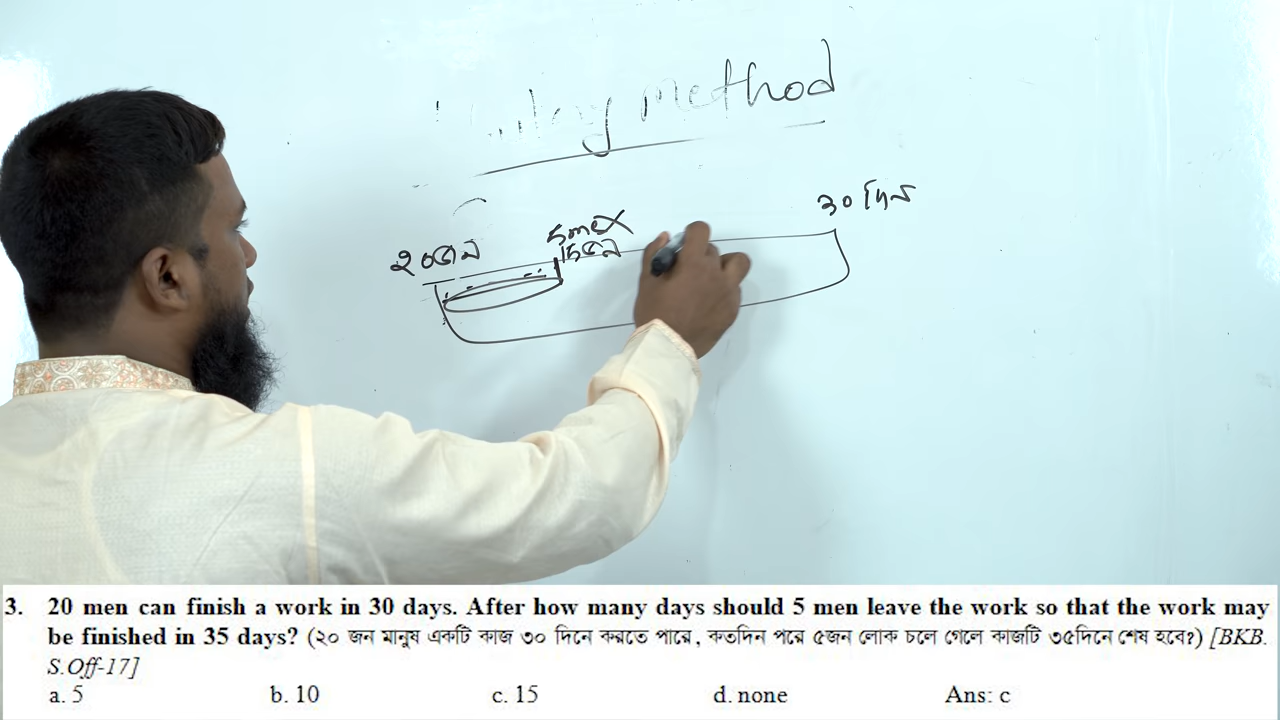 method
২০জন
৩০ দিন
5men
3. 20 men can finish a work in 30 days. After how many days should 5 men leave the work so that the work may
be finished in 35 days? (২০ জন মানুষ একটি কাজ ৩০ দিনে করতে পারে, কতদিন পরে ৫জন লোক চলে গেলে কাজটি ৩৫দিনে শেষ হবে?) [BKB.
S.Off-17]
a. 5 b. 10 c. 15 d. none Ans: c